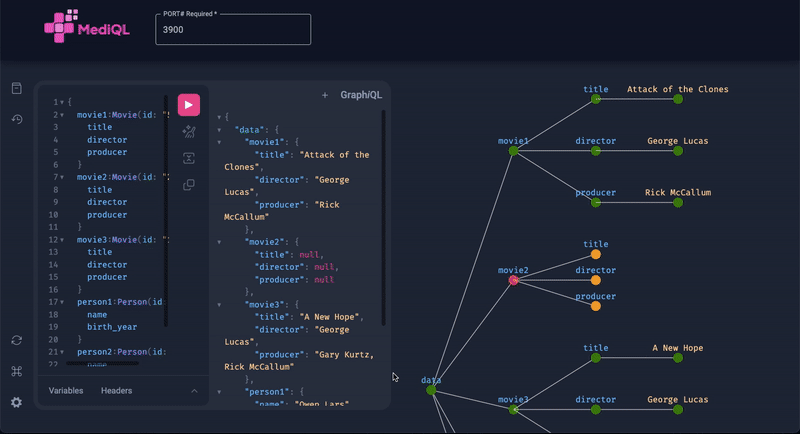 MediQL
PORT# Required *
3900
1 {
2 movie1:Movie(id:
3 title
4 director
5 producer
6 }
7 movie2:Movie(id:
8 title
9 director
10 producer
11 }
12 movie3:Movie(id:
13 title
14 director
15 producer
16 }
17 person1:Person(id
18 name
19 birth_year
20 }
21 person2:Person(id:
22 name
Variables Headers
+ GraphiQL
{
"data": {
"movie1": {
"title": "Attack of the
Clones",
"director": "George
Lucas",
"producer": "Rick
McCallum"
},
"movie2": {
"title": null,
"director": null,
"producer": null
},
"movie3": {
"title": "A New Hope",
"director": "George
Lucas",
"producer": "Gary Kurtz,
Rick McCallum"
},
"person1": {
"name": "Owen Lars"
title Attack of the Clones
movie1 director George Lucas
producer Rick McCallum
title
movie2 director
producer
title A New Hope
data
movie3 director George Lucas